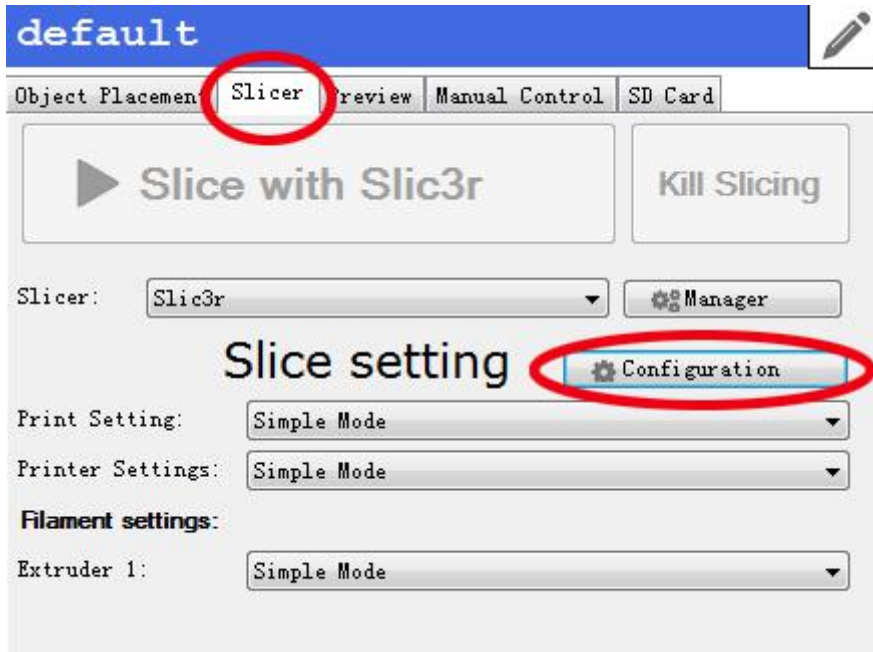 default
Object Placemen Slicer Preview Manual Control SD Card
Slice with Slic3r Kill Slicing
Slicer: Slic3r Manager
Slice setting Configuration
Print Setting: Simple Mode
Printer Settings: Simple Mode
Filament settings:
Extruder 1: Simple Mode